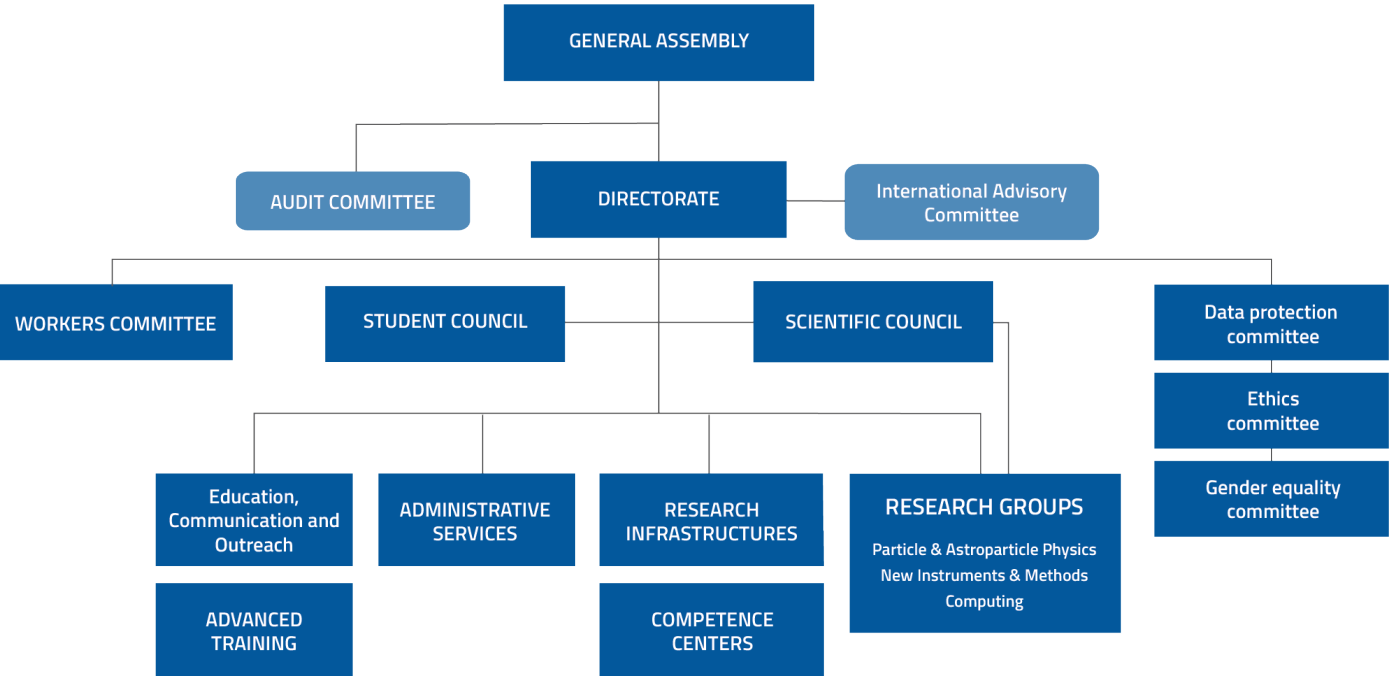 GENERAL ASSEMBLY
AUDIT COMMITTEE
DIRECTORATE
International Advisory
Committee
WORKERS COMMITTEE
STUDENT COUNCIL
SCIENTIFIC COUNCIL
Data protection
committee
Ethics
committee
Gender equality
committee
Education,
Communication and
Outreach
ADMINISTRATIVE
SERVICES
RESEARCH
INFRASTRUCTURES
RESEARCH GROUPS
Particle & Astroparticle Physics
New Instruments & Methods
Computing
ADVANCED
TRAINING
COMPETENCE
CENTERS